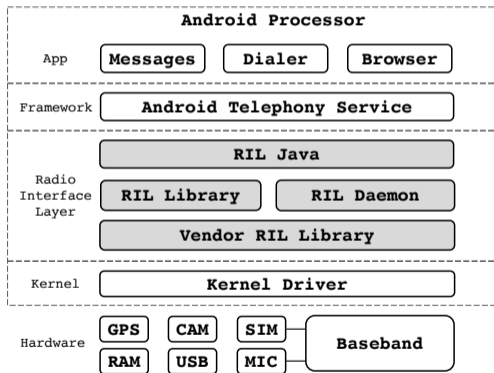 Android Processor
App
Messages
Dialer
Browser
Framework
Android Telephony Service
RIL Java
Radio
Interface
Layer
RIL Library
RIL Daemon
Vendor RIL Library
Kernel
Kernel Driver
Hardware
GPS
CAM
SIM
Baseband
RAM
USB
MIC